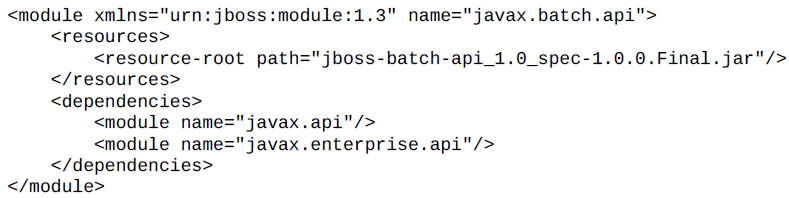 <module xmlns="urn:jboss:module:1.3" name="javax.batch.api">
    <resources>
        <resource-root path="jboss-batch-api_1.0_spec-1.0.0.Final.jar"/>
    </resources>
    <dependencies>
        <module name="javax.api"/>
        <module name="javax.enterprise.api"/>
    </dependencies>
</module>